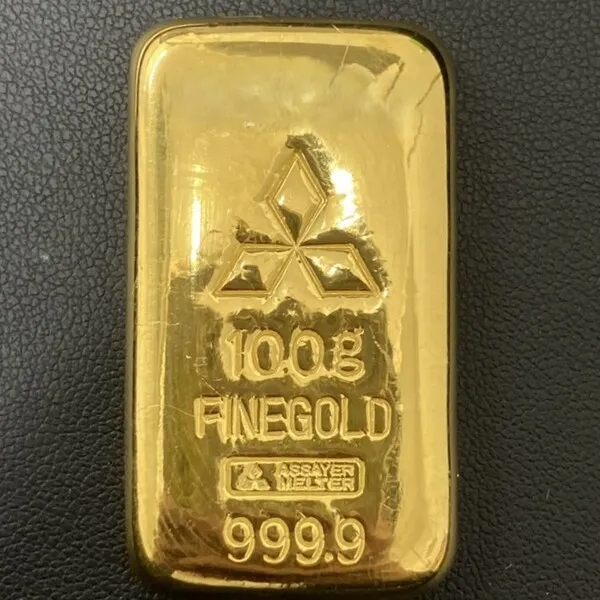 100g
FINEGOLD
ASSAYER
MELTER
999.9